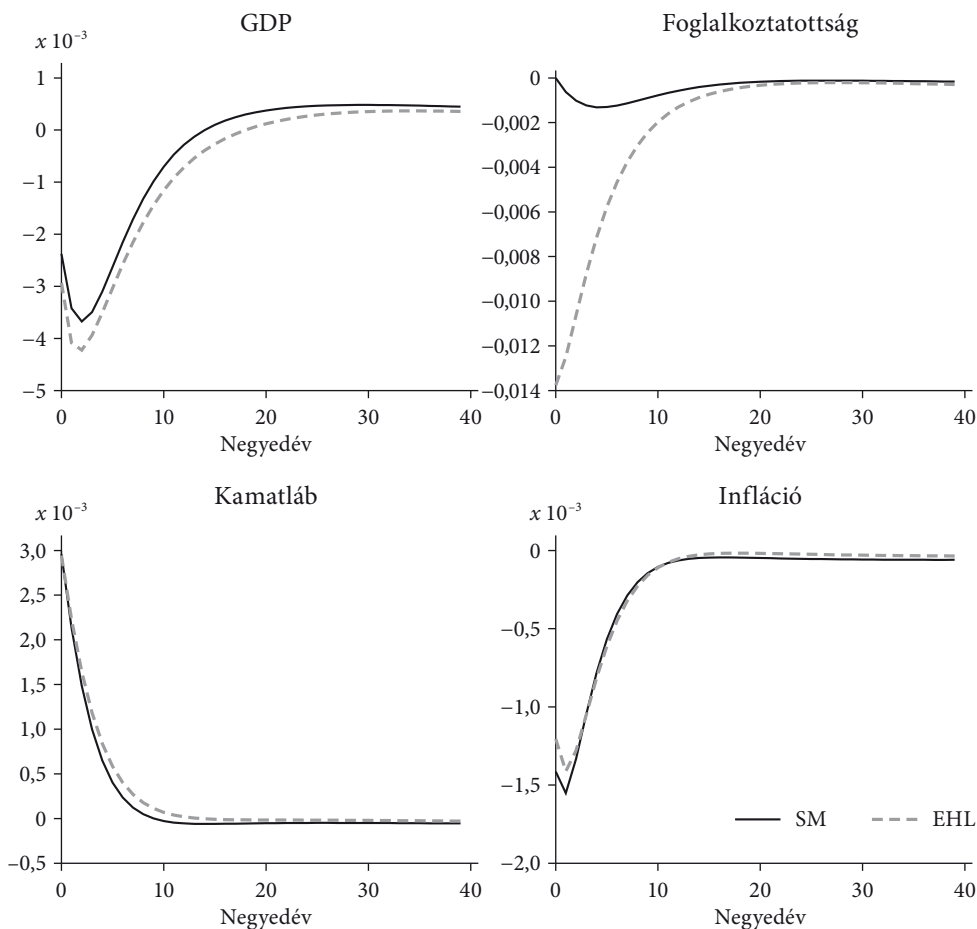 GDP
x 10⁻³
1
0
−1
−2
−3
−4
−5
0 10 20 30 40
Negyedév
Foglalkoztatottság
0
−0,002
−0,004
−0,006
−0,008
−0,010
−0,012
−0,014
0 10 20 30 40
Negyedév
Kamatláb
x 10⁻³
3,0
2,5
2,0
1,5
1,0
0,5
0
−0,5
0 10 20 30 40
Negyedév
Infláció
x 10⁻³
0
−0,5
−1,0
−1,5
SM EHL
−2,0
0 10 20 30 40
Negyedév